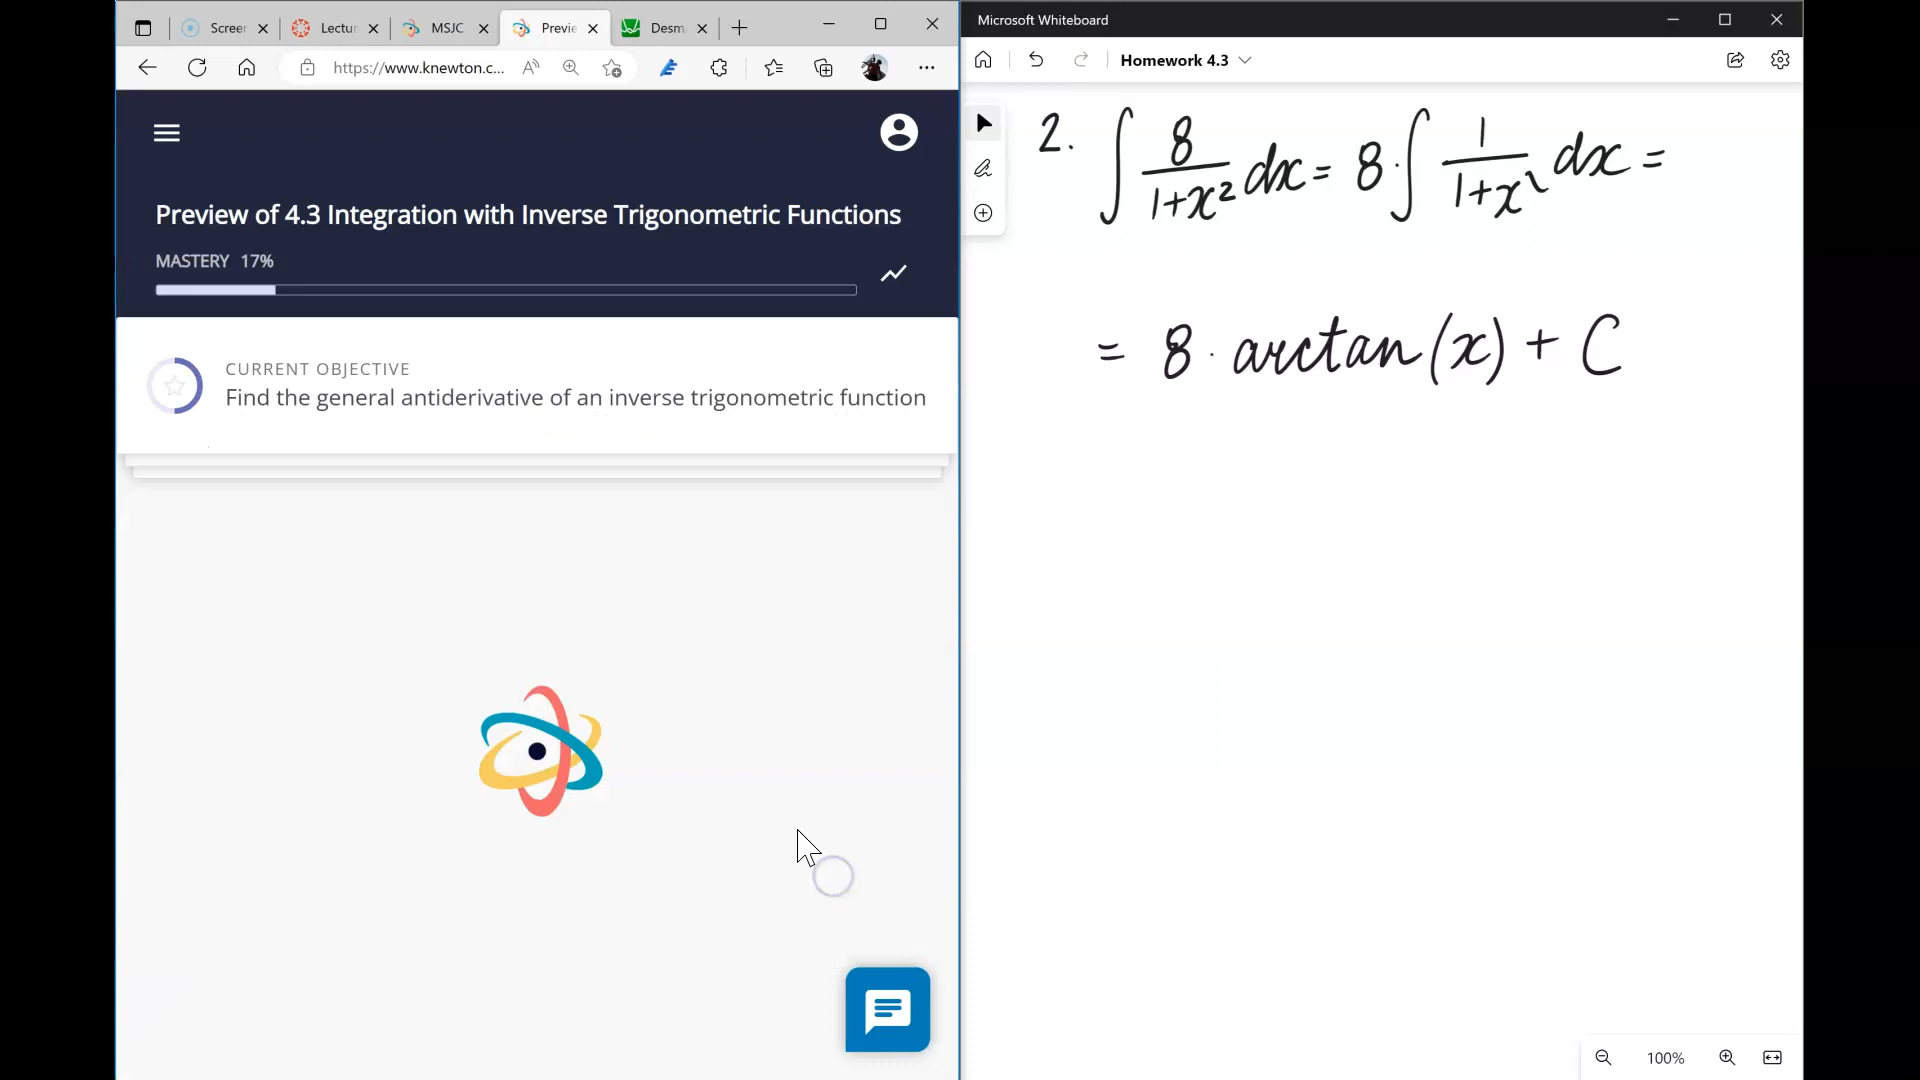 Screen
Lectur
MSJC
Previe
Desm
https://www.knewton.c...
Preview of 4.3 Integration with Inverse Trigonometric Functions
MASTERY 17%
CURRENT OBJECTIVE
Find the general antiderivative of an inverse trigonometric function
Microsoft Whiteboard
Homework 4.3
2. ∫ 8/(1+x²) dx = 8·∫ 1/(1+x²) dx =
= 8 · arctan(x) + C
100%